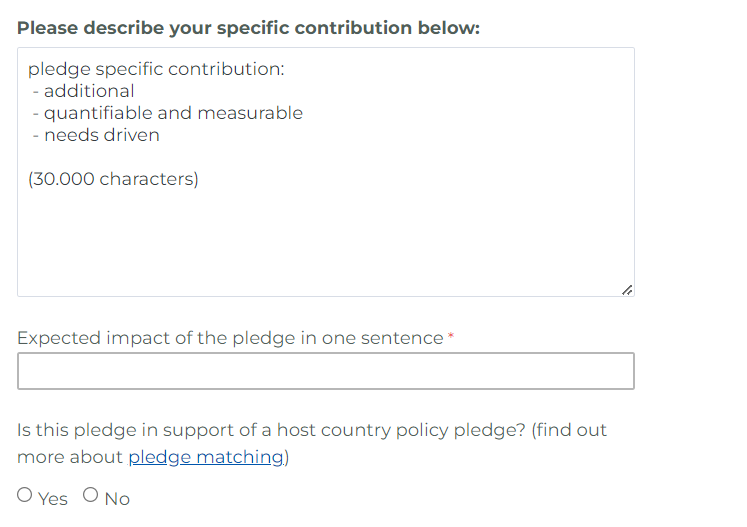 Please describe your specific contribution below:
pledge specific contribution:
- additional
- quantifiable and measurable
- needs driven
(30.000 characters)
Expected impact of the pledge in one sentence *
Is this pledge in support of a host country policy pledge? (find out
more about pledge matching)
Yes No